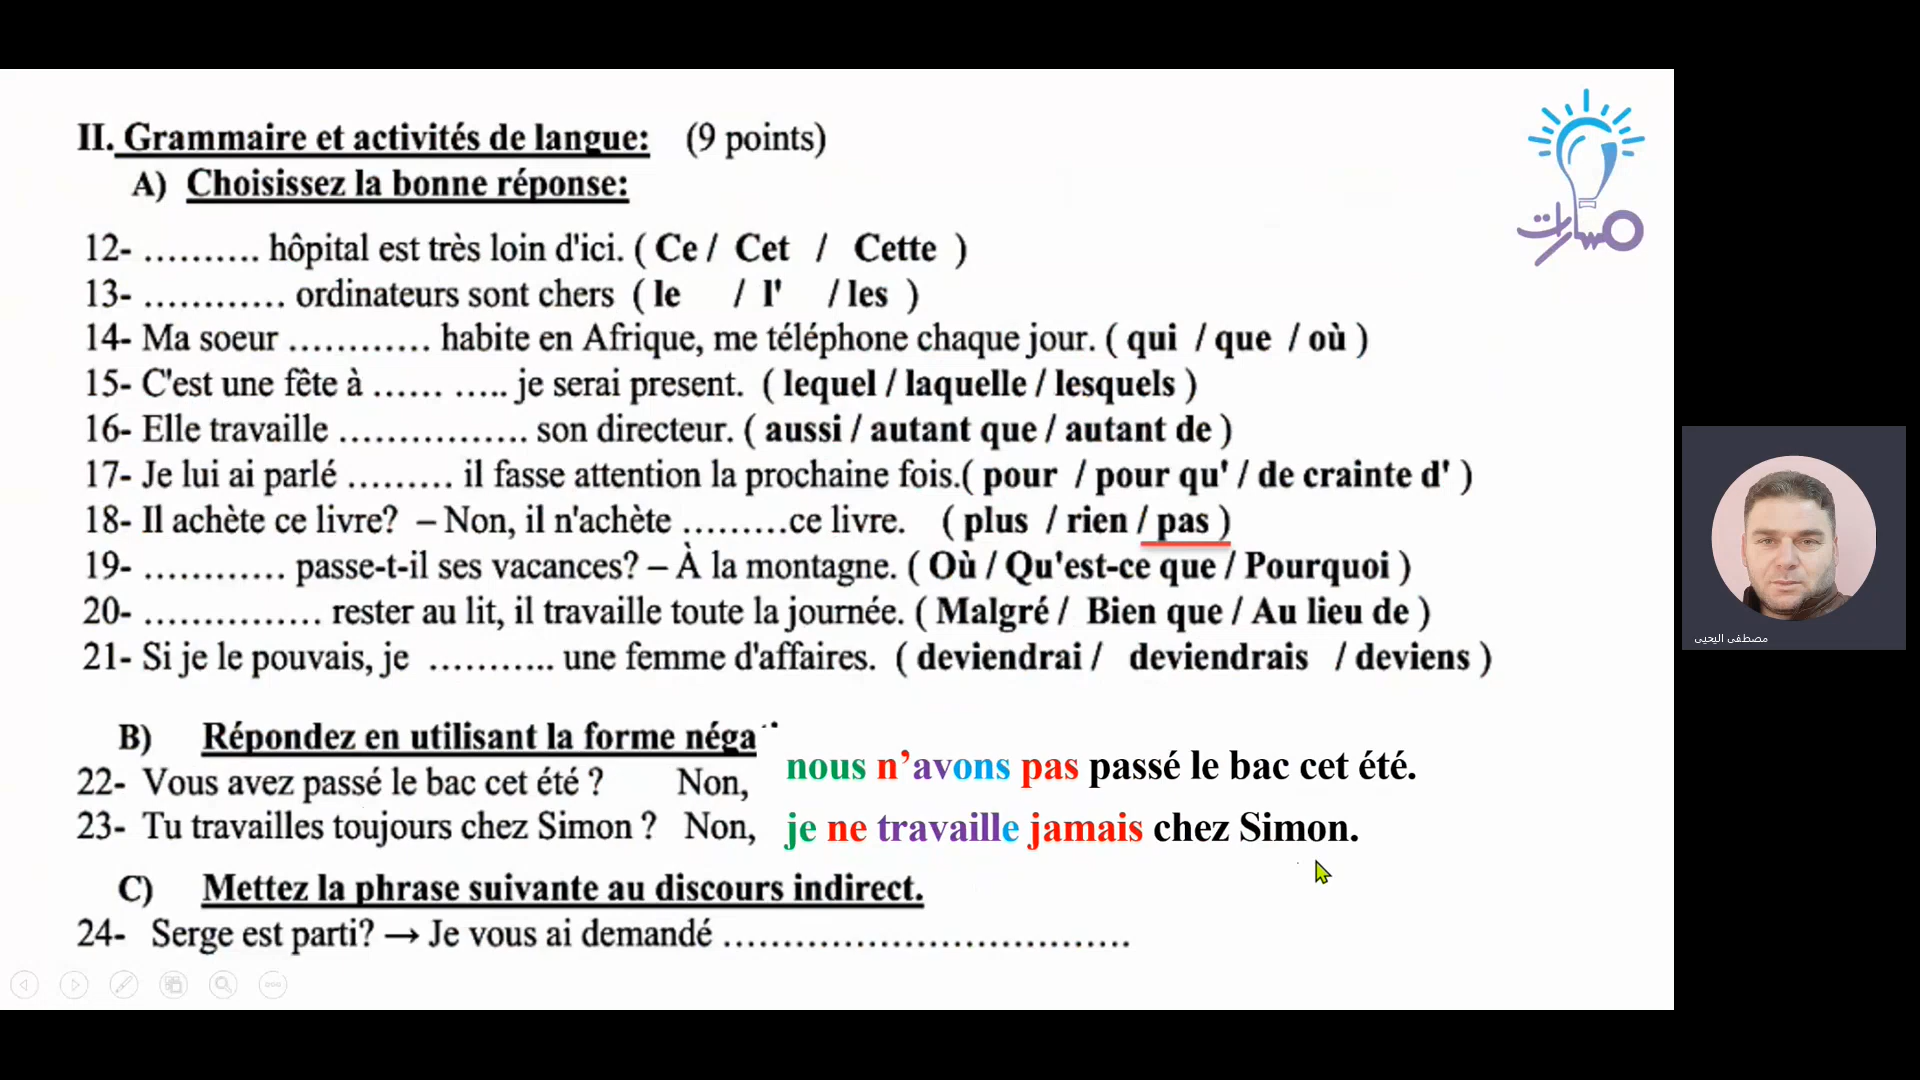 II. Grammaire et activités de langue: (9 points)
A) Choisissez la bonne réponse:
12- .......... hôpital est très loin d'ici. ( Ce / Cet / Cette )
13- ............ ordinateurs sont chers ( le / l' / les )
14- Ma soeur ............ habite en Afrique, me téléphone chaque jour. ( qui / que / où )
15- C'est une fête à ...... ..... je serai present. ( lequel / laquelle / lesquels )
16- Elle travaille ................ son directeur. ( aussi / autant que / autant de )
17- Je lui ai parlé ......... il fasse attention la prochaine fois.( pour / pour qu' / de crainte d' )
18- Il achète ce livre? – Non, il n'achète .........ce livre. ( plus / rien / pas )
19- ............ passe-t-il ses vacances? – À la montagne. ( Où / Qu'est-ce que / Pourquoi )
20- ............... rester au lit, il travaille toute la journée. ( Malgré / Bien que / Au lieu de )
21- Si je le pouvais, je ........... une femme d'affaires. ( deviendrai / deviendrais / deviens )
B) Répondez en utilisant la forme néga
22- Vous avez passé le bac cet été ? Non, nous n’avons pas passé le bac cet été.
23- Tu travailles toujours chez Simon ? Non, je ne travaille jamais chez Simon.
C) Mettez la phrase suivante au discours indirect.
24- Serge est parti? → Je vous ai demandé ..................................
مسارات
مصطفى اليحيى